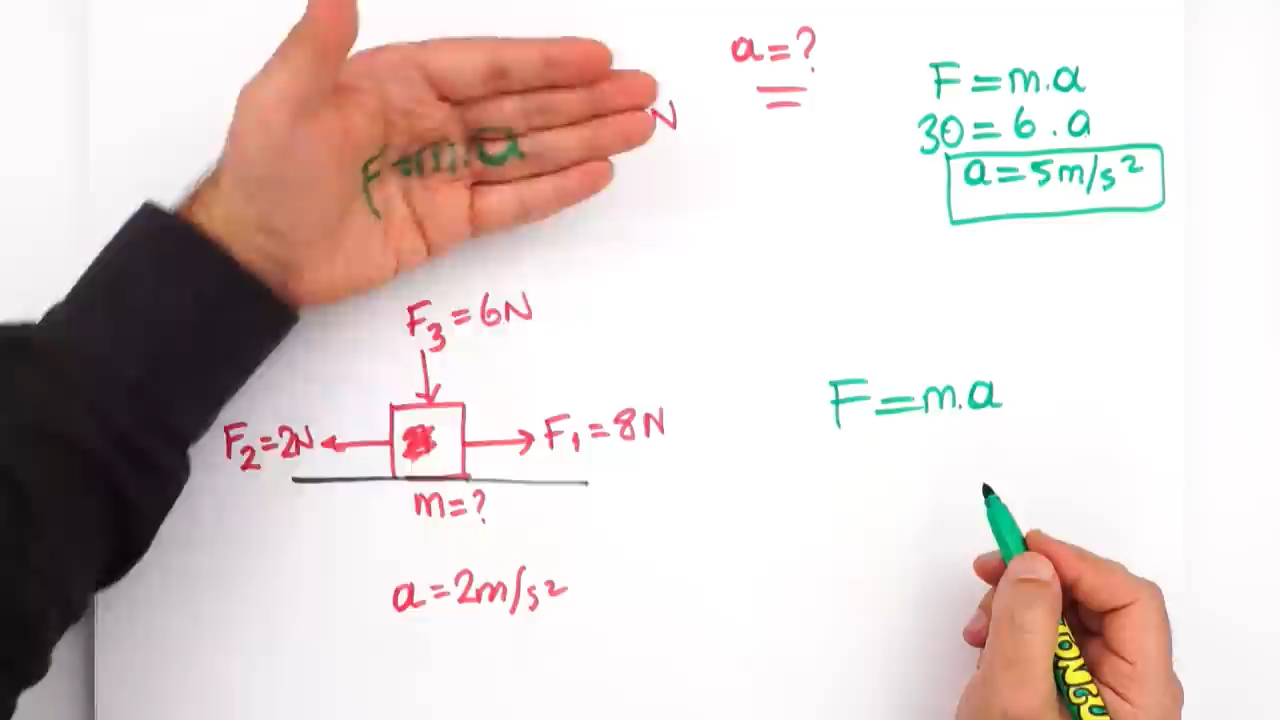 a=?
N
F=m.a
F=m.a
30=6.a
a=5m/s²
F₃=6N
F₂=2N
F₁=8N
m=?
a=2m/s²
F=m.a